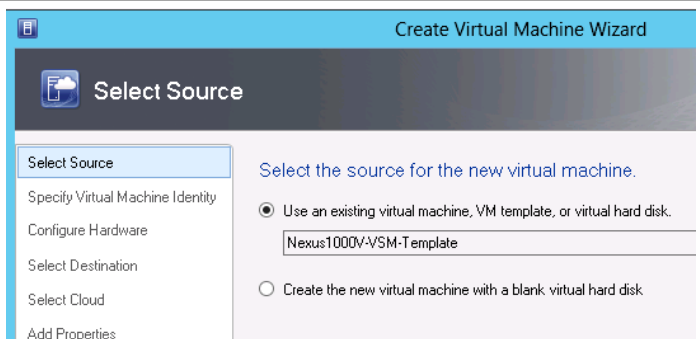 Create Virtual Machine Wizard
Select Source
Select Source
Specify Virtual Machine Identity
Configure Hardware
Select Destination
Select Cloud
Add Properties
Select the source for the new virtual machine.
Use an existing virtual machine, VM template, or virtual hard disk.
Nexus1000V-VSM-Template
Create the new virtual machine with a blank virtual hard disk